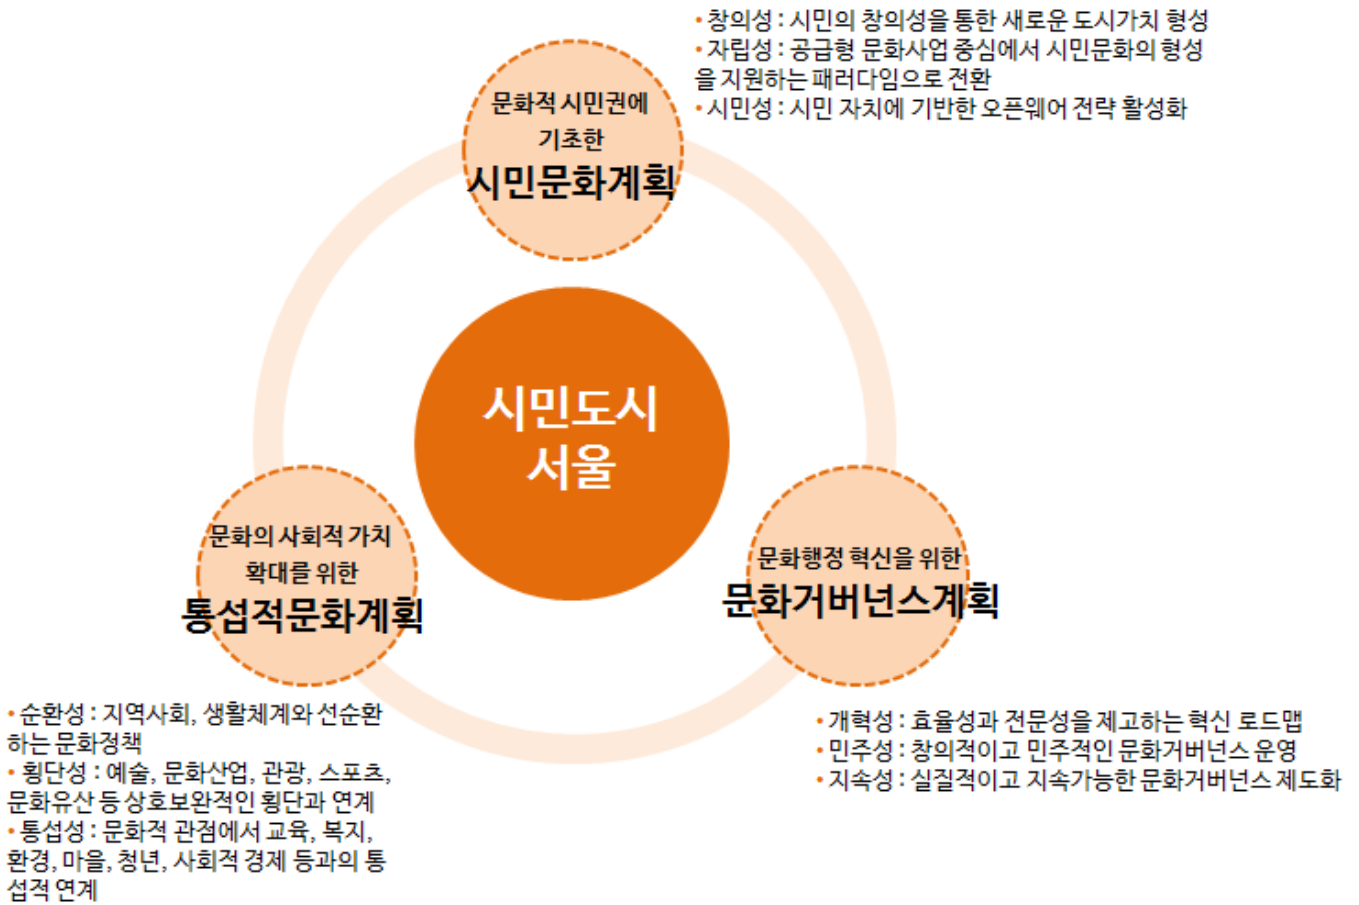 • 창의성 : 시민의 창의성을 통한 새로운 도시가치 형성
• 자립성 : 공급형 문화사업 중심에서 시민문화의 형성
을 지원하는 패러다임으로 전환
• 시민성 : 시민 자치에 기반한 오픈웨어 전략 활성화
문화적 시민권에
기초한
시민문화계획
시민도시
서울
문화의 사회적 가치
확대를 위한
통섭적문화계획
문화행정 혁신을 위한
문화거버넌스계획
• 순환성 : 지역사회, 생활체계와 선순환
하는 문화정책
• 횡단성 : 예술, 문화산업, 관광, 스포츠,
문화유산 등 상호보완적인 횡단과 연계
• 통섭성 : 문화적 관점에서 교육, 복지,
환경, 마을, 청년, 사회적 경제 등과의 통
섭적 연계
• 개혁성 : 효율성과 전문성을 제고하는 혁신 로드맵
• 민주성 : 창의적이고 민주적인 문화거버넌스 운영
• 지속성 : 실질적이고 지속가능한 문화거버넌스 제도화